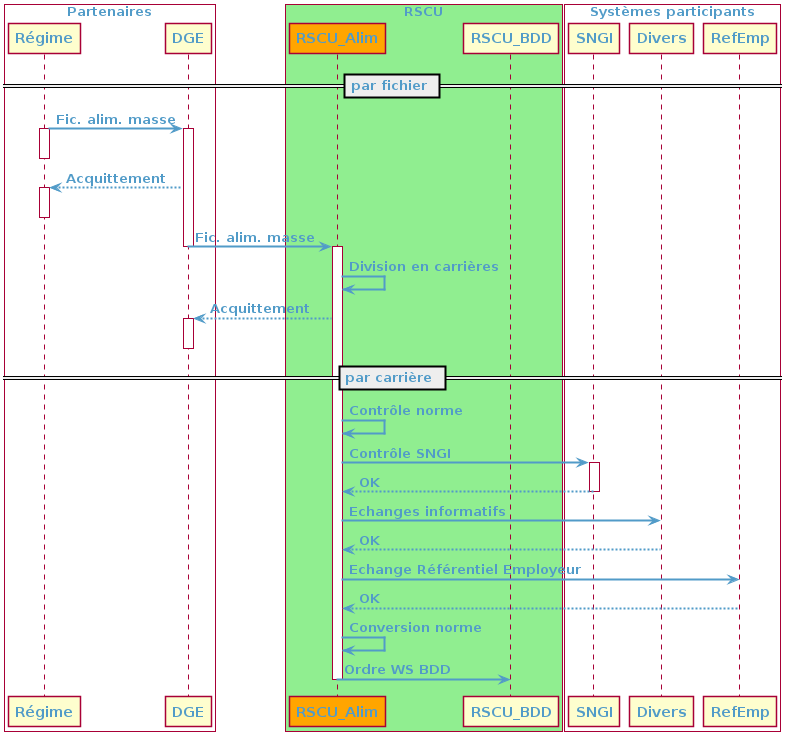 Partenaires
RSCU
Systèmes participants
Régime
DGE
RSCU_Alim
RSCU_BDD
SNGI
Divers
RefEmp
par fichier
Fic. alim. masse
Acquittement
Fic. alim. masse
Division en carrières
Acquittement
par carrière
Contrôle norme
Contrôle SNGI
OK
Echanges informatifs
OK
Echange Référentiel Employeur
OK
Conversion norme
Ordre WS BDD
Régime
DGE
RSCU_Alim
RSCU_BDD
SNGI
Divers
RefEmp